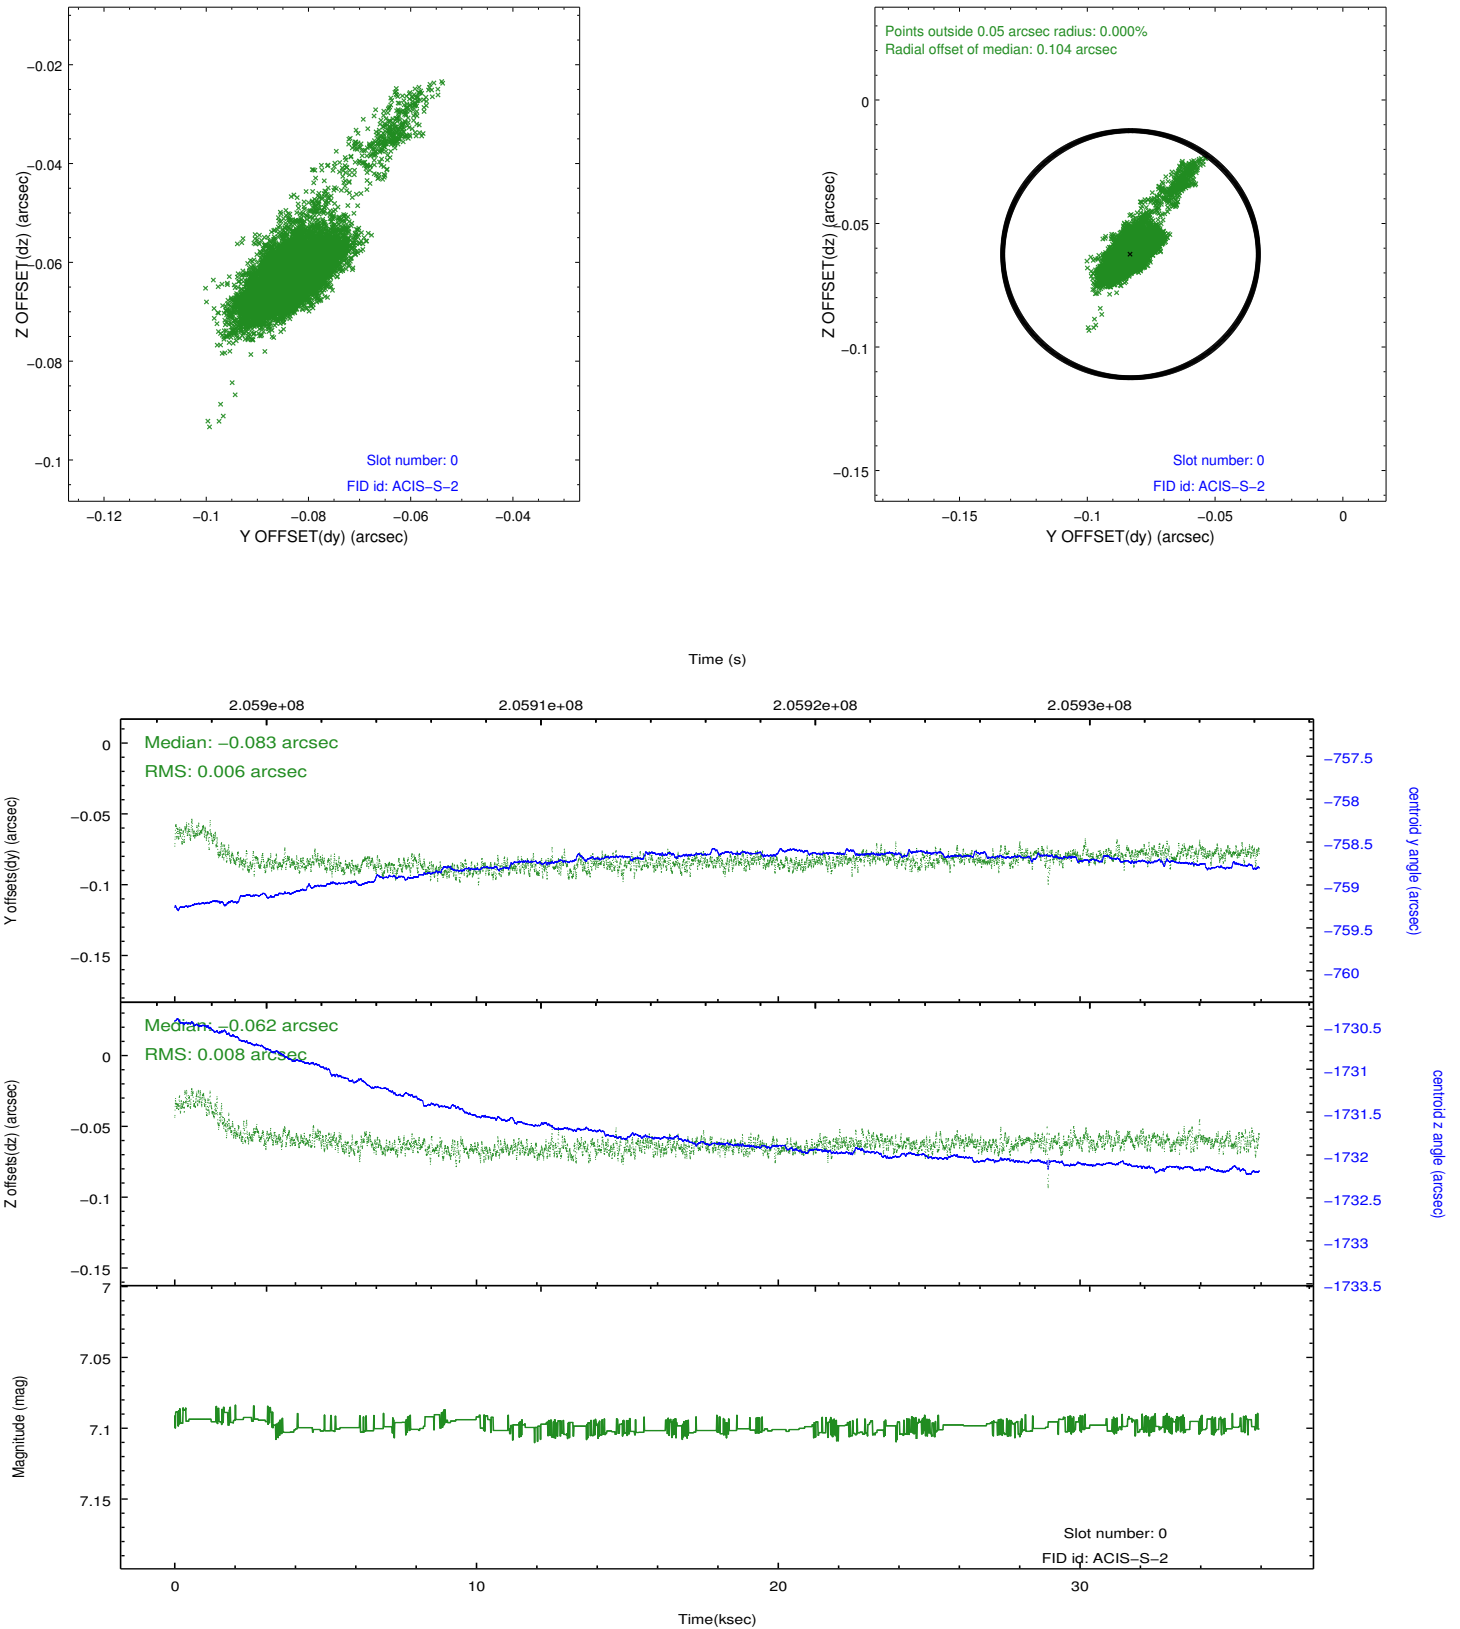 −0.02
−0.04
−0.06
−0.08
−0.1
Z OFFSET(dz) (arcsec)
Slot number: 0
FID id: ACIS−S−2
−0.12
−0.1
−0.08
−0.06
−0.04
Y OFFSET(dy) (arcsec)
Points outside 0.05 arcsec radius: 0.000%
Radial offset of median: 0.104 arcsec
0
−0.05
−0.1
−0.15
Z OFFSET(dz) (arcsec)
Slot number: 0
FID id: ACIS−S−2
−0.15
−0.1
−0.05
0
Y OFFSET(dy) (arcsec)
Time (s)
2.059e+08
2.0591e+08
2.0592e+08
2.0593e+08
Median: −0.083 arcsec
RMS: 0.006 arcsec
0
−0.05
−0.1
−0.15
Y offsets(dy) (arcsec)
−757.5
−758
−758.5
−759
−759.5
−760
centroid y angle (arcsec)
Median: −0.062 arcsec
RMS: 0.008 arcsec
0
−0.05
−0.1
−0.15
Z offsets(dz) (arcsec)
−1730.5
−1731
−1731.5
−1732
−1732.5
−1733
−1733.5
centroid z angle (arcsec)
7
7.05
7.1
7.15
Magnitude (mag)
Slot number: 0
FID id: ACIS−S−2
0
10
20
30
Time(ksec)